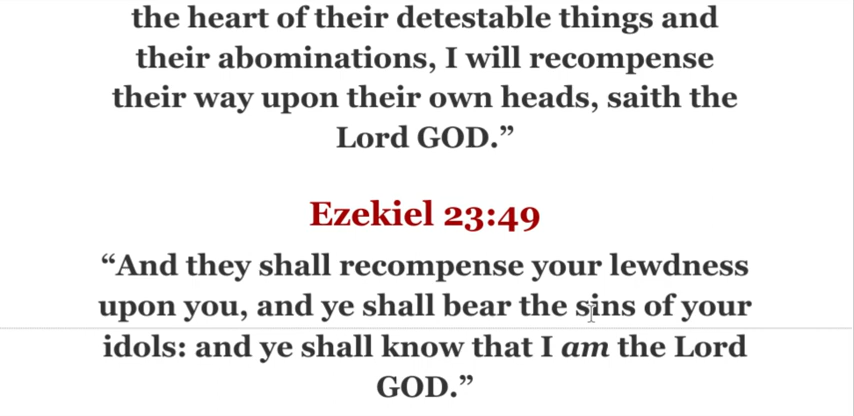 the heart of their detestable things and
their abominations, I will recompense
their way upon their own heads, saith the
Lord GOD.”
Ezekiel 23:49
“And they shall recompense your lewdness
upon you, and ye shall bear the sins of your
idols: and ye shall know that I am the Lord
GOD.”